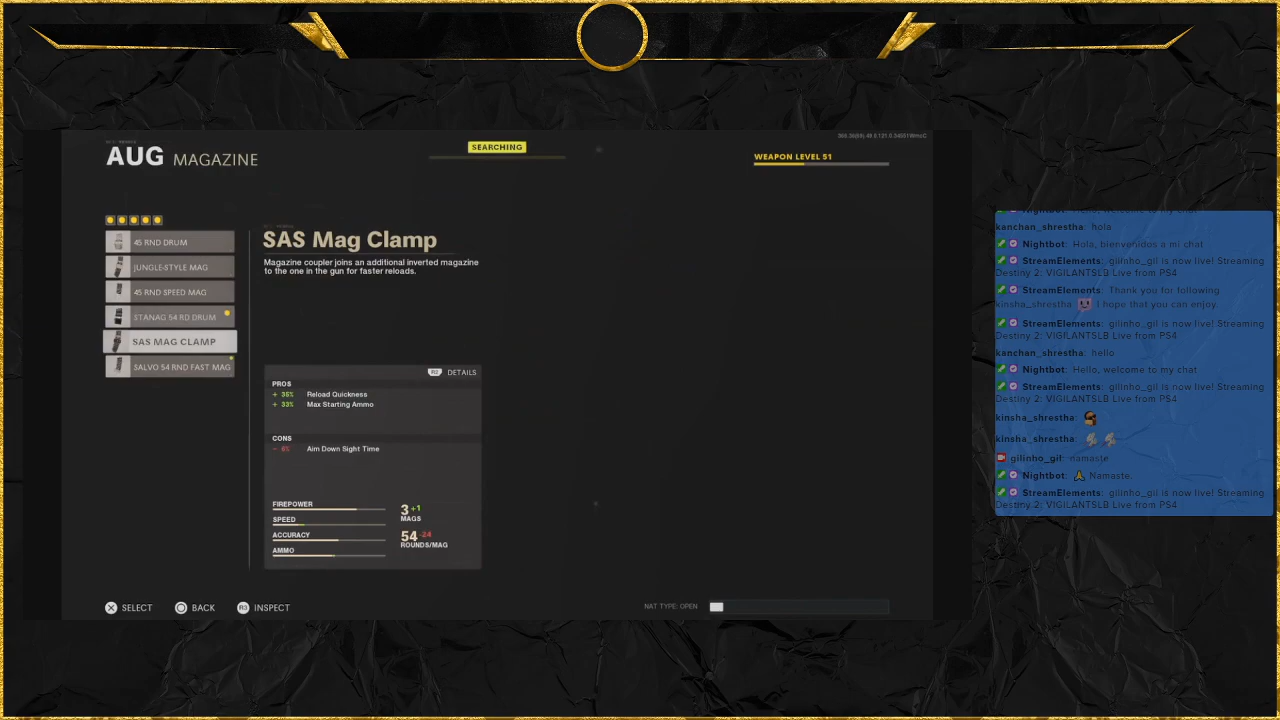 SEARCHING
AUG MAGAZINE
WEAPON LEVEL 51
45 RND DRUM
JUNGLE-STYLE MAG
45 RND SPEED MAG
STANAG 54 RD DRUM
SAS MAG CLAMP
SALVO 54 RND FAST MAG
SAS Mag Clamp
Magazine coupler joins an additional inverted magazine
to the one in the gun for faster reloads.
R2 DETAILS
PROS
+ 35% Reload Quickness
+ 33% Max Starting Ammo
CONS
- 6% Aim Down Sight Time
FIREPOWER
SPEED
ACCURACY
AMMO
3 +1
MAGS
54 -24
ROUNDS/MAG
SELECT BACK R3 INSPECT
NAT TYPE: OPEN
kanchan_shrestha: hola
Nightbot: Hola, bienvenidos a mi chat
StreamElements: gilinho_gil is now live! Streaming
Destiny 2: VIGILANTSLB Live from PS4
StreamElements: Thank you for following
kinsha_shrestha I hope that you can enjoy.
StreamElements: gilinho_gil is now live! Streaming
Destiny 2: VIGILANTSLB Live from PS4
kanchan_shrestha: hello
Nightbot: Hello, welcome to my chat
StreamElements: gilinho_gil is now live! Streaming
Destiny 2: VIGILANTSLB Live from PS4
kinsha_shrestha:
kinsha_shrestha:
gilinho_gil: namaste
Nightbot: Namaste.
StreamElements: gilinho_gil is now live! Streaming
Destiny 2: VIGILANTSLB Live from PS4